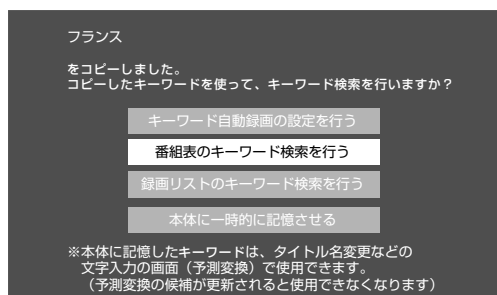 フランス
をコピーしました。
コピーしたキーワードを使って、キーワード検索を行いますか？
キーワード自動録画の設定を行う
番組表のキーワード検索を行う
録画リストのキーワード検索を行う
本体に一時的に記憶させる
※本体に記憶したキーワードは、タイトル名変更などの
文字入力の画面（予測変換）で使用できます。
（予測変換の候補が更新されると使用できなくなります）